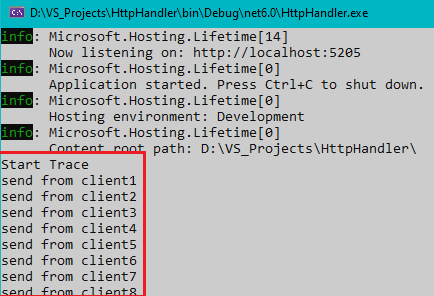 D:\VS_Projects\HttpHandler\bin\Debug\net6.0\HttpHandler.exe
info: Microsoft.Hosting.Lifetime[14]
Now listening on: http://localhost:5205
info: Microsoft.Hosting.Lifetime[0]
Application started. Press Ctrl+C to shut down.
info: Microsoft.Hosting.Lifetime[0]
Hosting environment: Development
info: Microsoft.Hosting.Lifetime[0]
Content root path: D:\VS_Projects\HttpHandler\
Start Trace
send from client1
send from client2
send from client3
send from client4
send from client5
send from client6
send from client7
send from client8